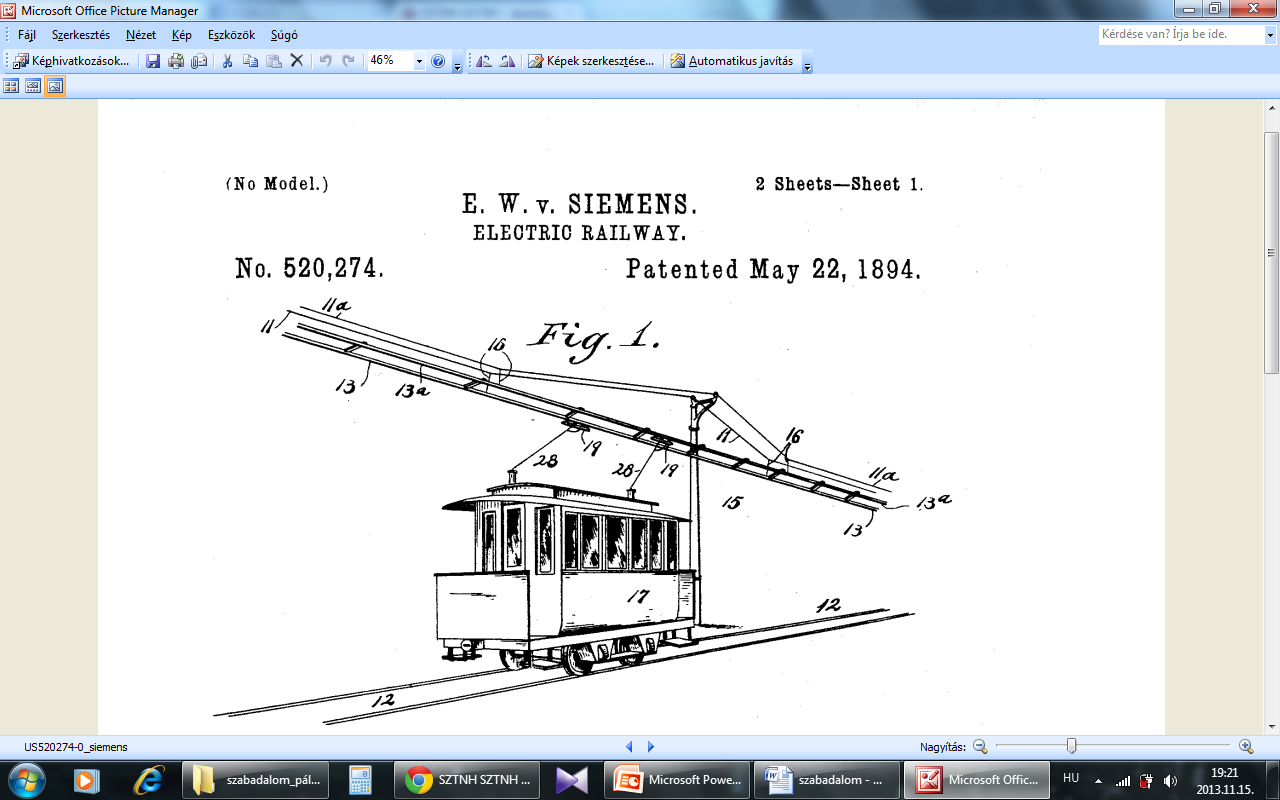 Microsoft Office Picture Manager
Fájl Szerkesztés Nézet Kép Eszközök Súgó
Kérdése van? Írja be ide.
Képhivatkozások... 46% Képek szerkesztése... Automatikus javítás
(No Model.) 2 Sheets—Sheet 1.
E. W. v. SIEMENS.
ELECTRIC RAILWAY.
No. 520,274. Patented May 22, 1894.
Fig. 1.
11 11a
16
13 13a
11 16
28 19 28 19 11a
15 13a
13
17
12
12
US520274-0_siemens Nagyítás:
szabadalom_pál... SZTNH SZTNH ... Microsoft Powe... szabadalom - ... Microsoft Offic... HU 19:21
2013.11.15.